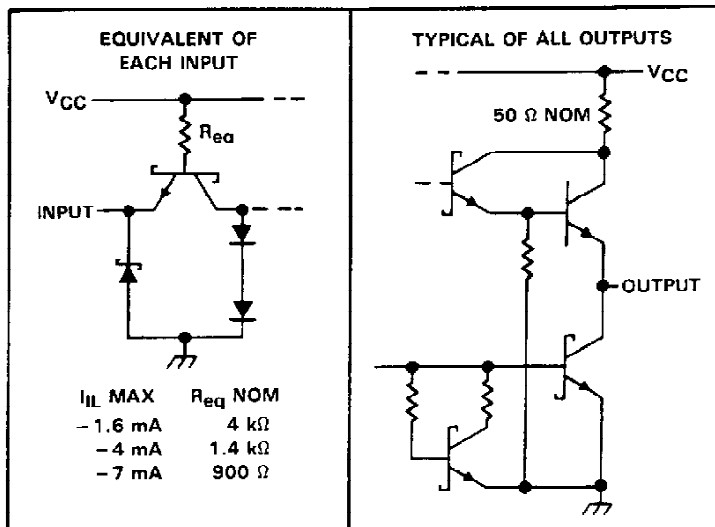 EQUIVALENT OF
EACH INPUT
VCC
Req
INPUT
IIL MAX Req NOM
−1.6 mA 4 kΩ
−4 mA 1.4 kΩ
−7 mA 900 Ω
TYPICAL OF ALL OUTPUTS
VCC
50 Ω NOM
OUTPUT